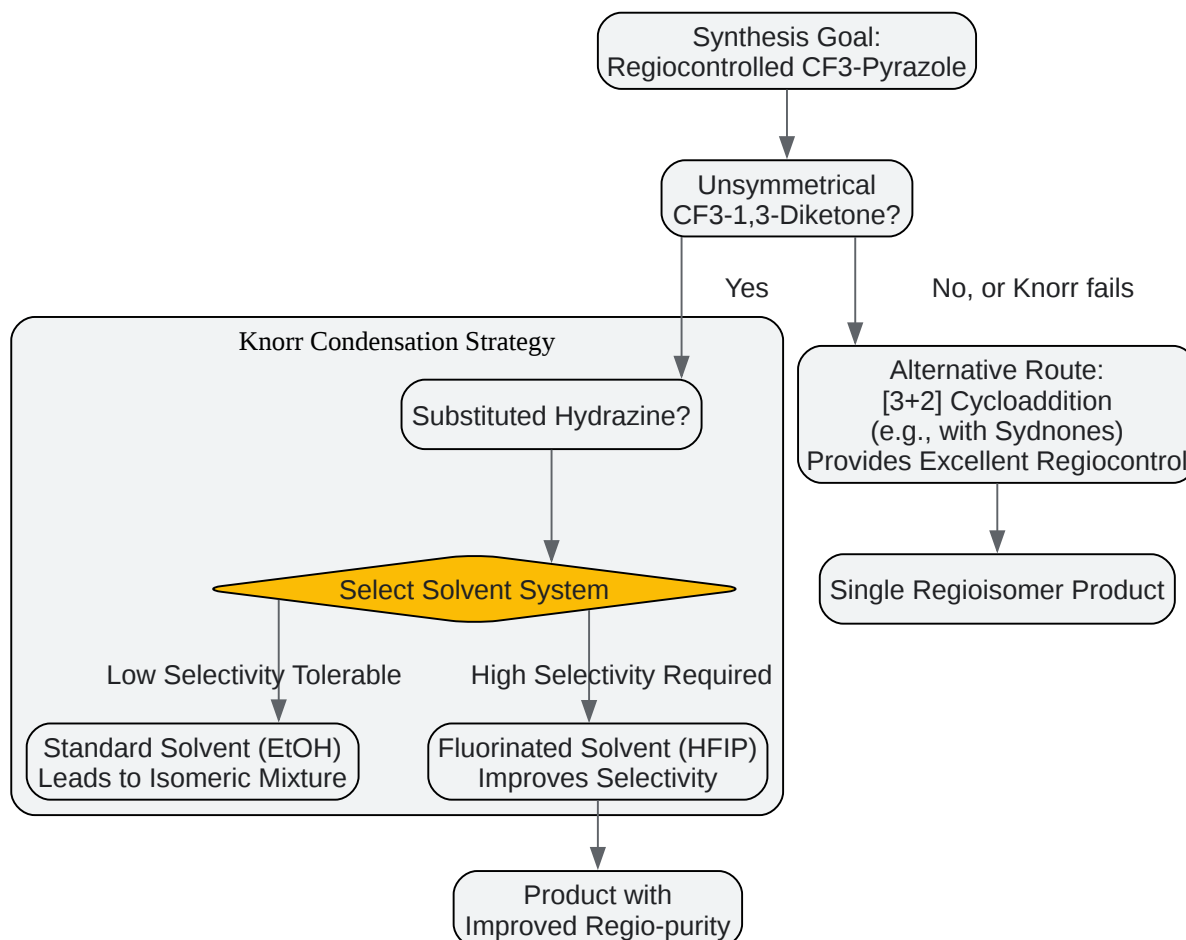 Synthesis Goal:
Regiocontrolled CF3-Pyrazole
Unsymmetrical
CF3-1,3-Diketone?
Yes
No, or Knorr fails
Knorr Condensation Strategy
Substituted Hydrazine?
Alternative Route:
[3+2] Cycloaddition
(e.g., with Sydnones)
Provides Excellent Regiocontrol
Select Solvent System
Single Regioisomer Product
Low Selectivity Tolerable
High Selectivity Required
Standard Solvent (EtOH)
Leads to Isomeric Mixture
Fluorinated Solvent (HFIP)
Improves Selectivity
Product with
Improved Regio-purity